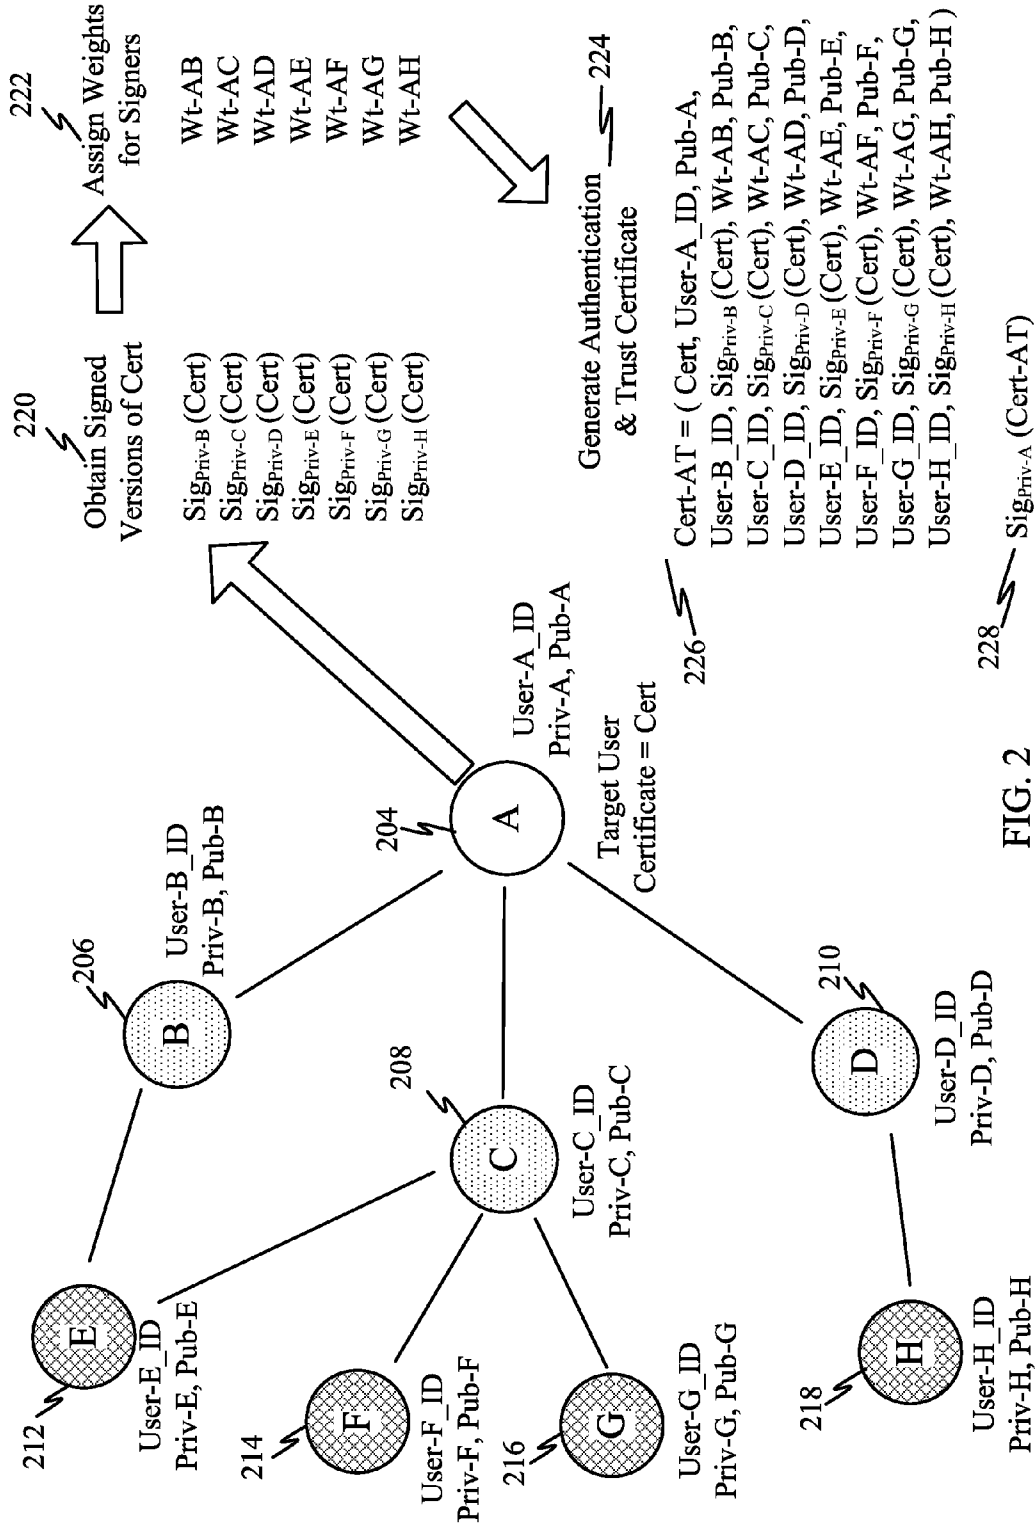 212
E
User-E_ID
Priv-E, Pub-E
206
B
User-B_ID
Priv-B, Pub-B
214
F
User-F_ID
Priv-F, Pub-F
216
G
User-G_ID
Priv-G, Pub-G
208
C
User-C_ID
Priv-C, Pub-C
218
H
User-H_ID
Priv-H, Pub-H
210
D
User-D_ID
Priv-D, Pub-D
204
A
User-A_ID
Priv-A, Pub-A
Target User
Certificate = Cert
220
Obtain Signed
Versions of Cert
SigPriv-B (Cert)
SigPriv-C (Cert)
SigPriv-D (Cert)
SigPriv-E (Cert)
SigPriv-F (Cert)
SigPriv-G (Cert)
SigPriv-H (Cert)
222
Assign Weights
for Signers
Wt-AB
Wt-AC
Wt-AD
Wt-AE
Wt-AF
Wt-AG
Wt-AH
Generate Authentication
& Trust Certificate
224
226
Cert-AT = ( Cert, User-A_ID, Pub-A,
User-B_ID, SigPriv-B (Cert), Wt-AB, Pub-B,
User-C_ID, SigPriv-C (Cert), Wt-AC, Pub-C,
User-D_ID, SigPriv-D (Cert), Wt-AD, Pub-D,
User-E_ID, SigPriv-E (Cert), Wt-AE, Pub-E,
User-F_ID, SigPriv-F (Cert), Wt-AF, Pub-F,
User-G_ID, SigPriv-G (Cert), Wt-AG, Pub-G,
User-H_ID, SigPriv-H (Cert), Wt-AH, Pub-H )
228
SigPriv-A (Cert-AT)
FIG. 2